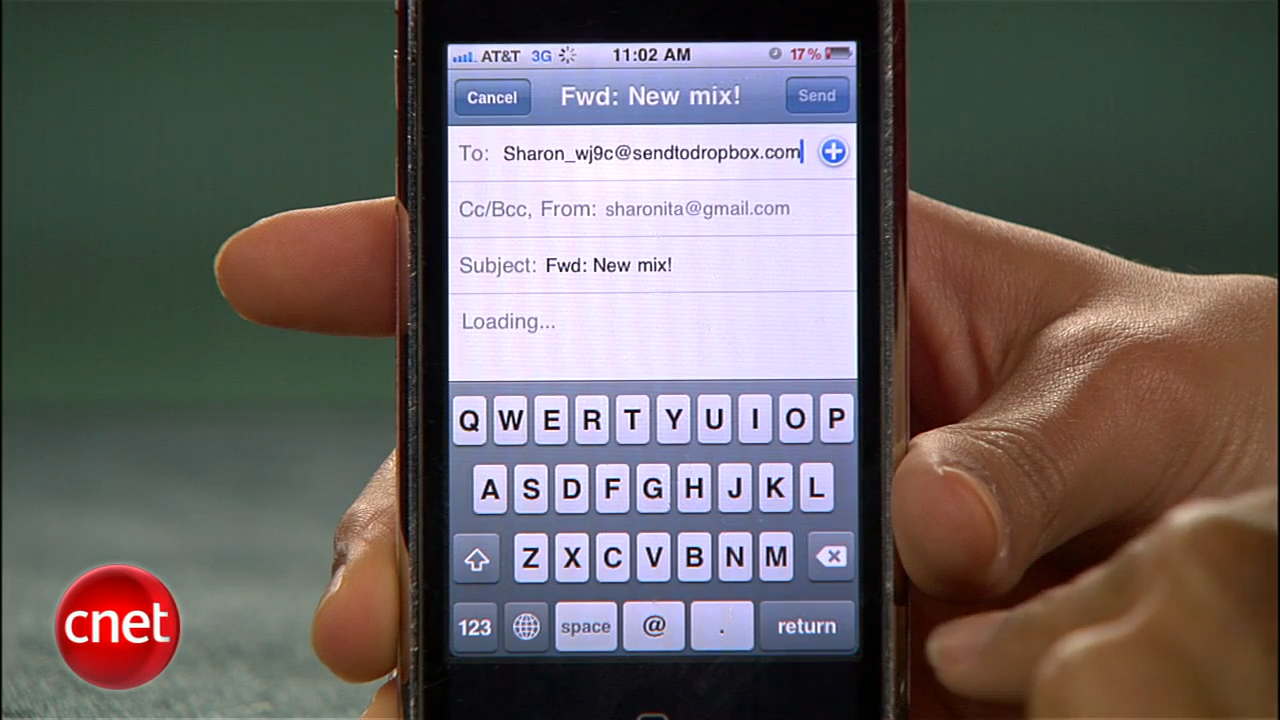 AT&T 3G 11:02 AM 17%
Cancel Fwd: New mix! Send
To: Sharon_wj9c@sendtodropbox.com
Cc/Bcc, From: sharonita@gmail.com
Subject: Fwd: New mix!
Loading...
Q W E R T Y U I O P
A S D F G H J K L
Z X C V B N M
123 space @ . return
cnet